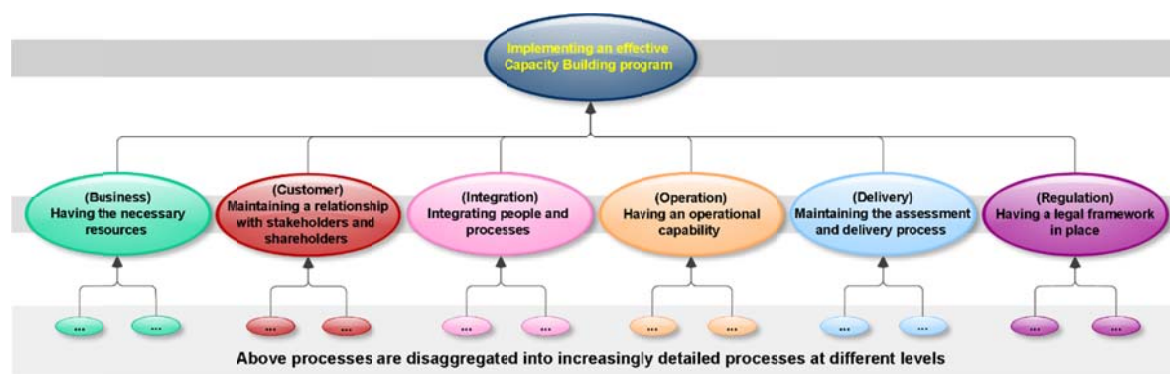 Implementing an effective
Capacity Building program
(Business)
Having the necessary
resources
(Customer)
Maintaining a relationship
with stakeholders and
shareholders
(Integration)
Integrating people and
processes
(Operation)
Having an operational
capability
(Delivery)
Maintaining the assessment
and delivery process
(Regulation)
Having a legal framework
in place
... ... ... ... ... ... ... ... ... ... ... ...
Above processes are disaggregated into increasingly detailed processes at different levels